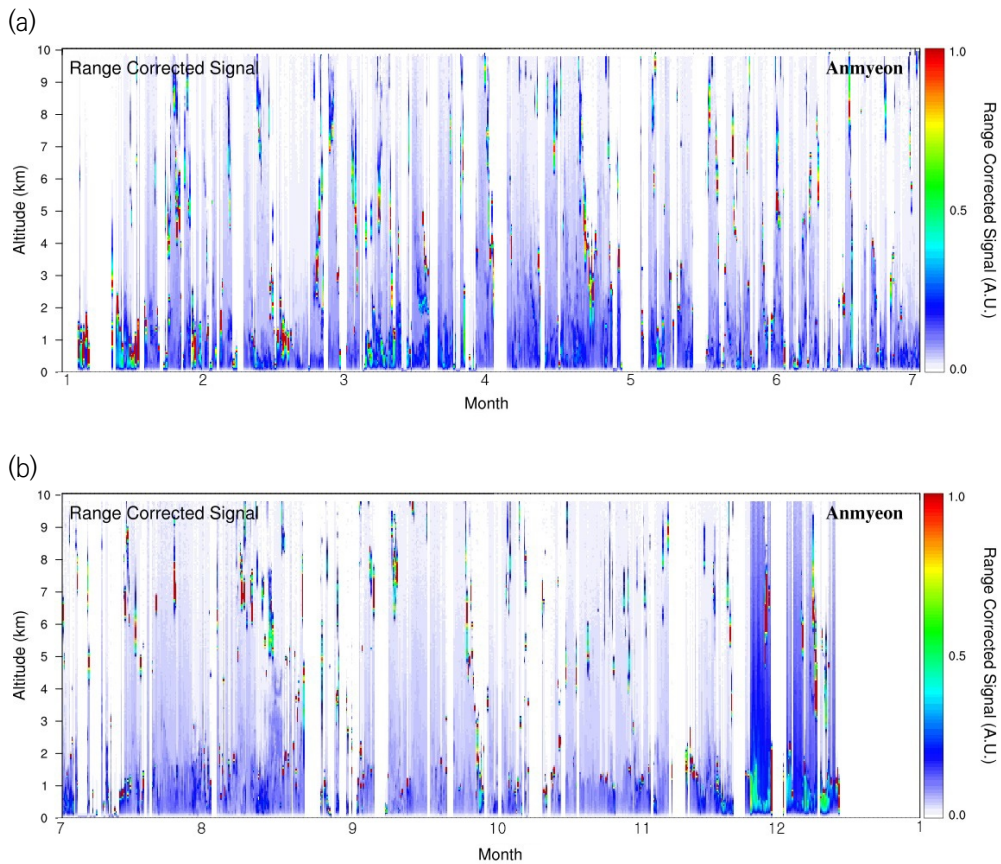 (a)
Range Corrected Signal
Anmyeon
10
9
8
7
6
5
4
3
2
1
0
Altitude (km)
1 2 3 4 5 6 7
Month
1.0
0.5
0.0
Range Corrected Signal (A.U.)
(b)
Range Corrected Signal
Anmyeon
10
9
8
7
6
5
4
3
2
1
0
Altitude (km)
7 8 9 10 11 12 1
Month
1.0
0.5
0.0
Range Corrected Signal (A.U.)